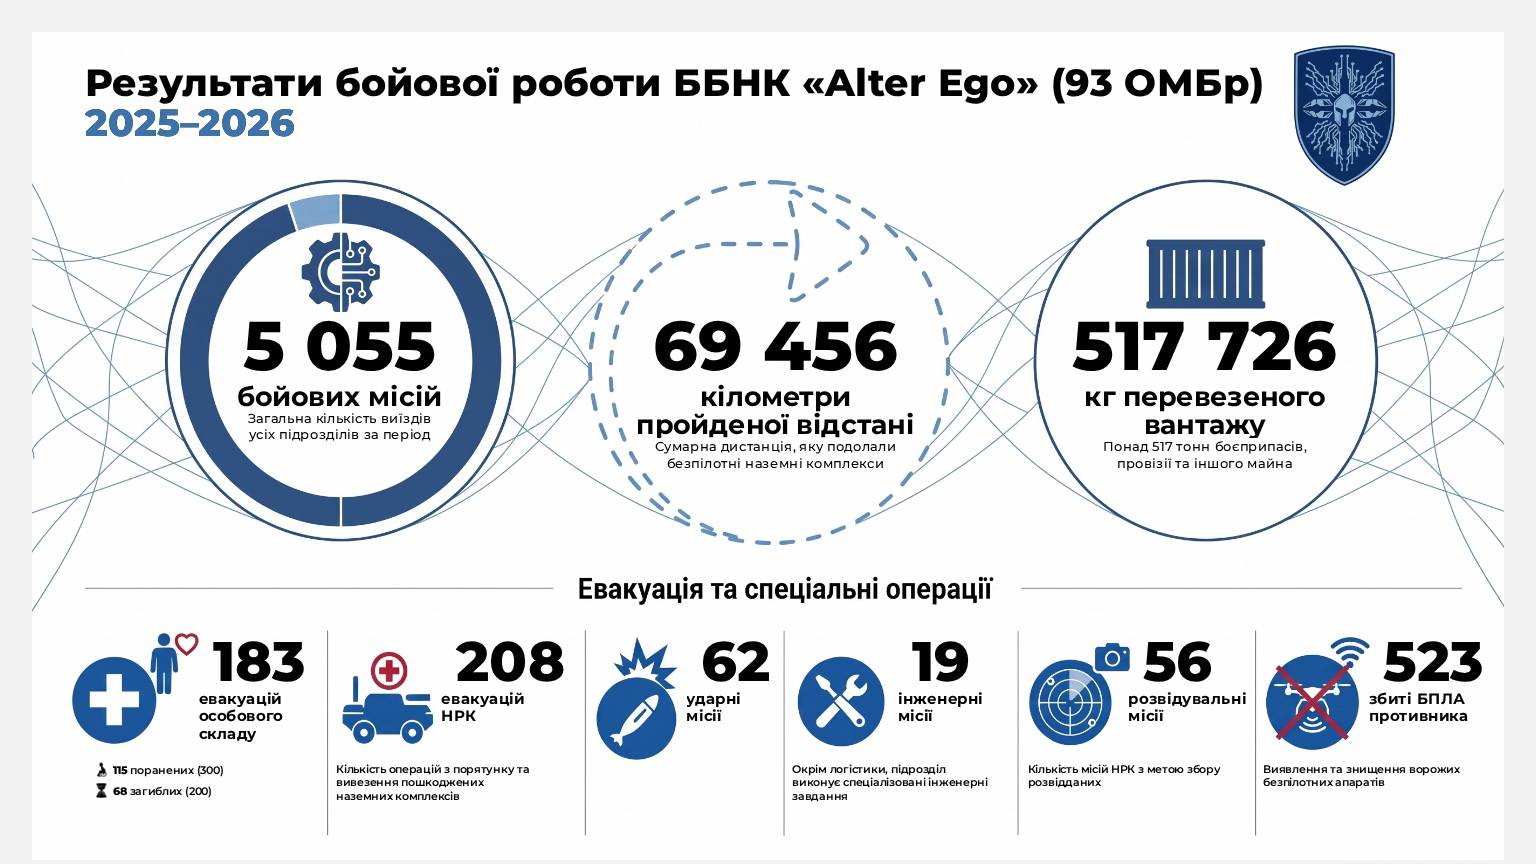 Результати бойової роботи ББНК «Alter Ego» (93 ОМБр)
2025–2026
5 055
бойових місій
Загальна кількість виїздів
усіх підрозділів за період
69 456
кілометри
пройденої відстані
Сумарна дистанція, яку подолали
безпілотні наземні комплекси
517 726
кг перевезеного
вантажу
Понад 517 тонн боєприпасів,
провізії та іншого майна
Евакуація та спеціальні операції
183
евакуацій
особового
складу
115 поранених (300)
68 загиблих (200)
208
евакуацій
НРК
Кількість операцій з порятунку та
вивезення пошкоджених
наземних комплексів
62
ударні
місії
19
інженерні
місії
Окрім логістики, підрозділ
виконує спеціалізовані інженерні
завдання
56
розвідувальні
місії
Кількість місій НРК з метою збору
розвідданих
523
збиті БПЛА
противника
Виявлення та знищення ворожих
безпілотних апаратів